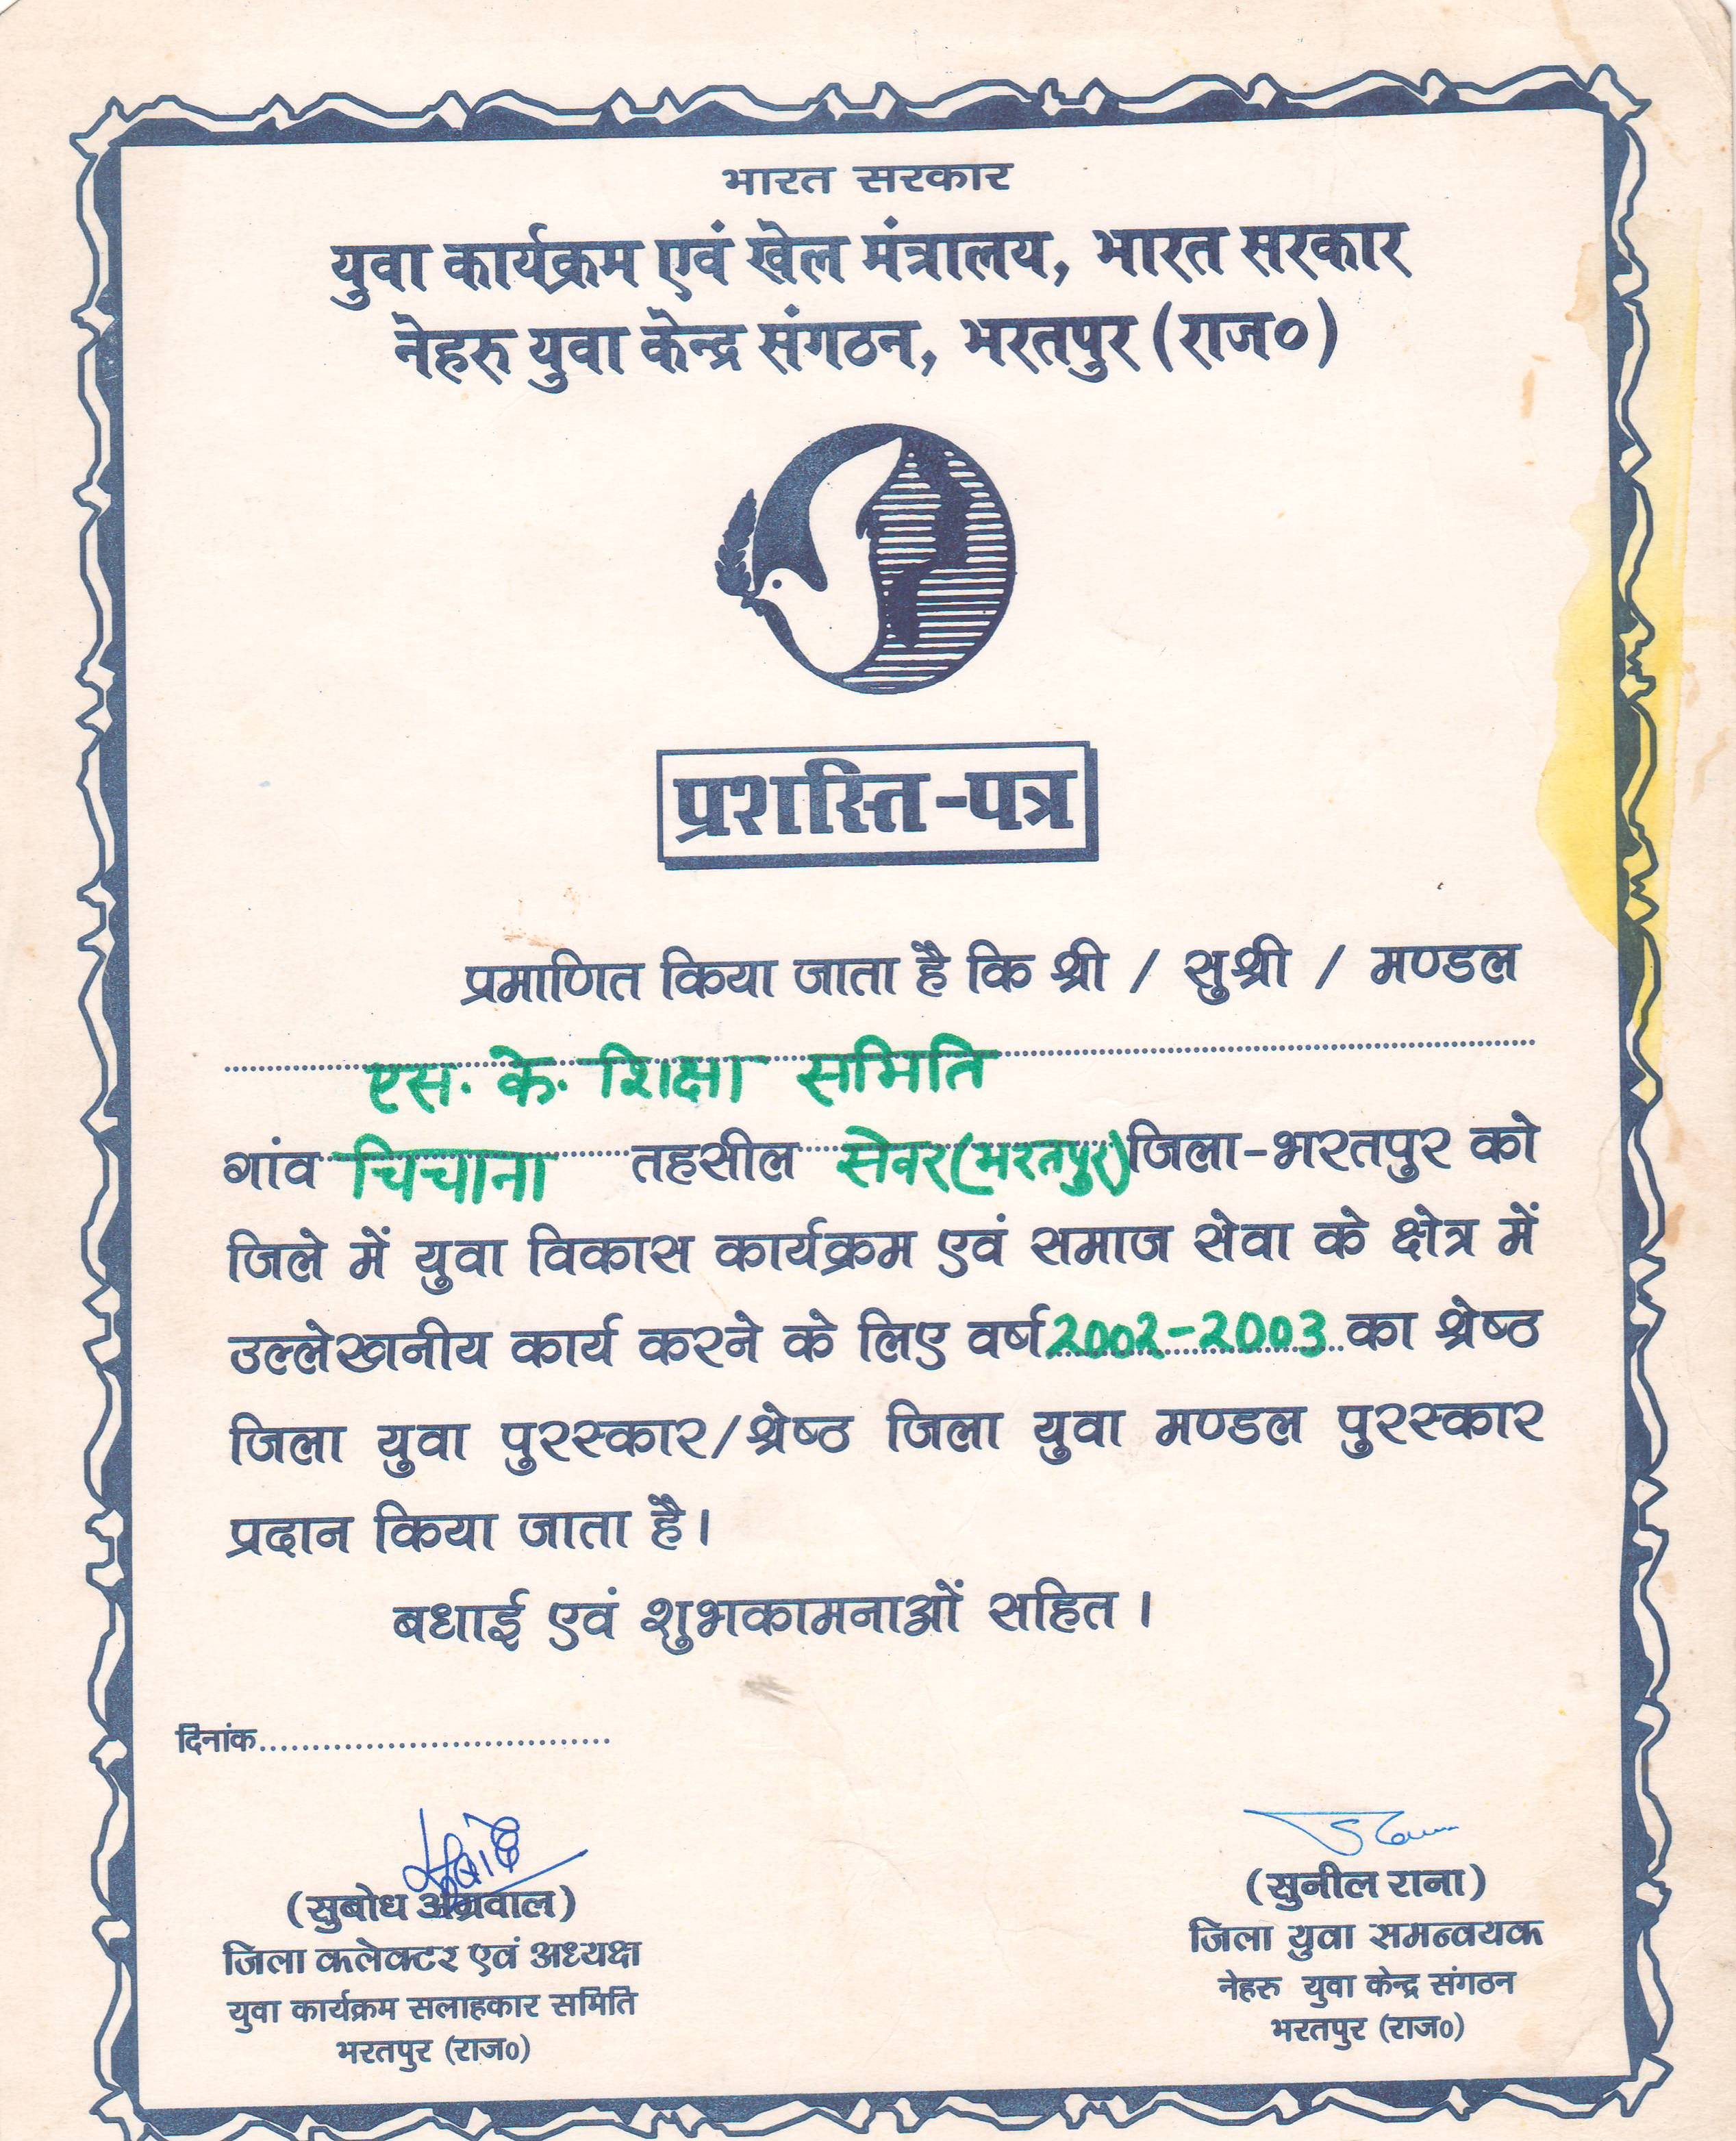 भारत सरकार
युवा कार्यक्रम एवं खेल मंत्रालय, भारत सरकार
नेहरु युवा केन्द्र संगठन, भरतपुर (राज०)
प्रशस्ति-पत्र
प्रमाणित किया जाता है कि श्री / सुश्री / मण्डल
एस. के. शिक्षा समिति
गांव चिचाना तहसील सेवर(भरतपुर) जिला-भरतपुर को
जिले में युवा विकास कार्यक्रम एवं समाज सेवा के क्षेत्र में
उल्लेखनीय कार्य करने के लिए वर्ष 2002-2003 का श्रेष्ठ
जिला युवा पुरस्कार/श्रेष्ठ जिला युवा मण्डल पुरस्कार
प्रदान किया जाता है।
बधाई एवं शुभकामनाओं सहित।
दिनांक..................................
(सुबोध अग्रवाल)
जिला कलेक्टर एवं अध्यक्ष
युवा कार्यक्रम सलाहकार समिति
भरतपुर (राज०)
(सुनील राना)
जिला युवा समन्वयक
नेहरु युवा केन्द्र संगठन
भरतपुर (राज०)